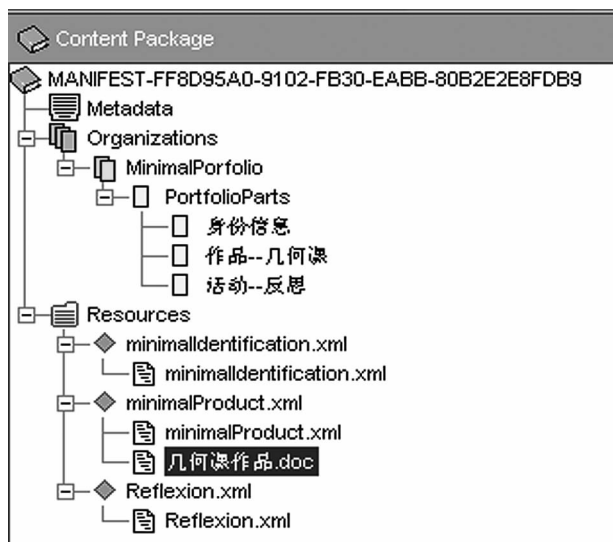 Content Package
MANIFEST-FF8D95A0-9102-FB30-EABB-80B2E2E8FDB9
Metadata
Organizations
MinimalPorfolio
PortfolioParts
身份信息
作品--几何课
活动--反思
Resources
minimalIdentification.xml
minimalIdentification.xml
minimalProduct.xml
minimalProduct.xml
几何课作品.doc
Reflexion.xml
Reflexion.xml